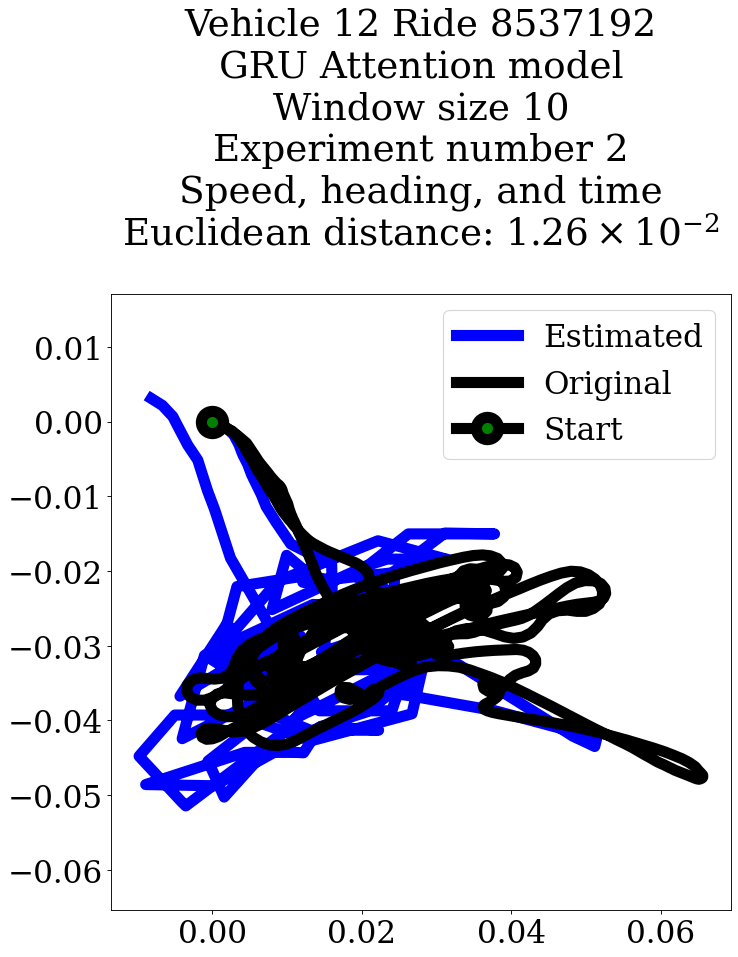 Vehicle 12 Ride 8537192
GRU Attention model
Window size 10
Experiment number 2
Speed, heading, and time
Euclidean distance: 1.26 × 10⁻²
Estimated
Original
Start
0.01
0.00
−0.01
−0.02
−0.03
−0.04
−0.05
−0.06
0.00 0.02 0.04 0.06